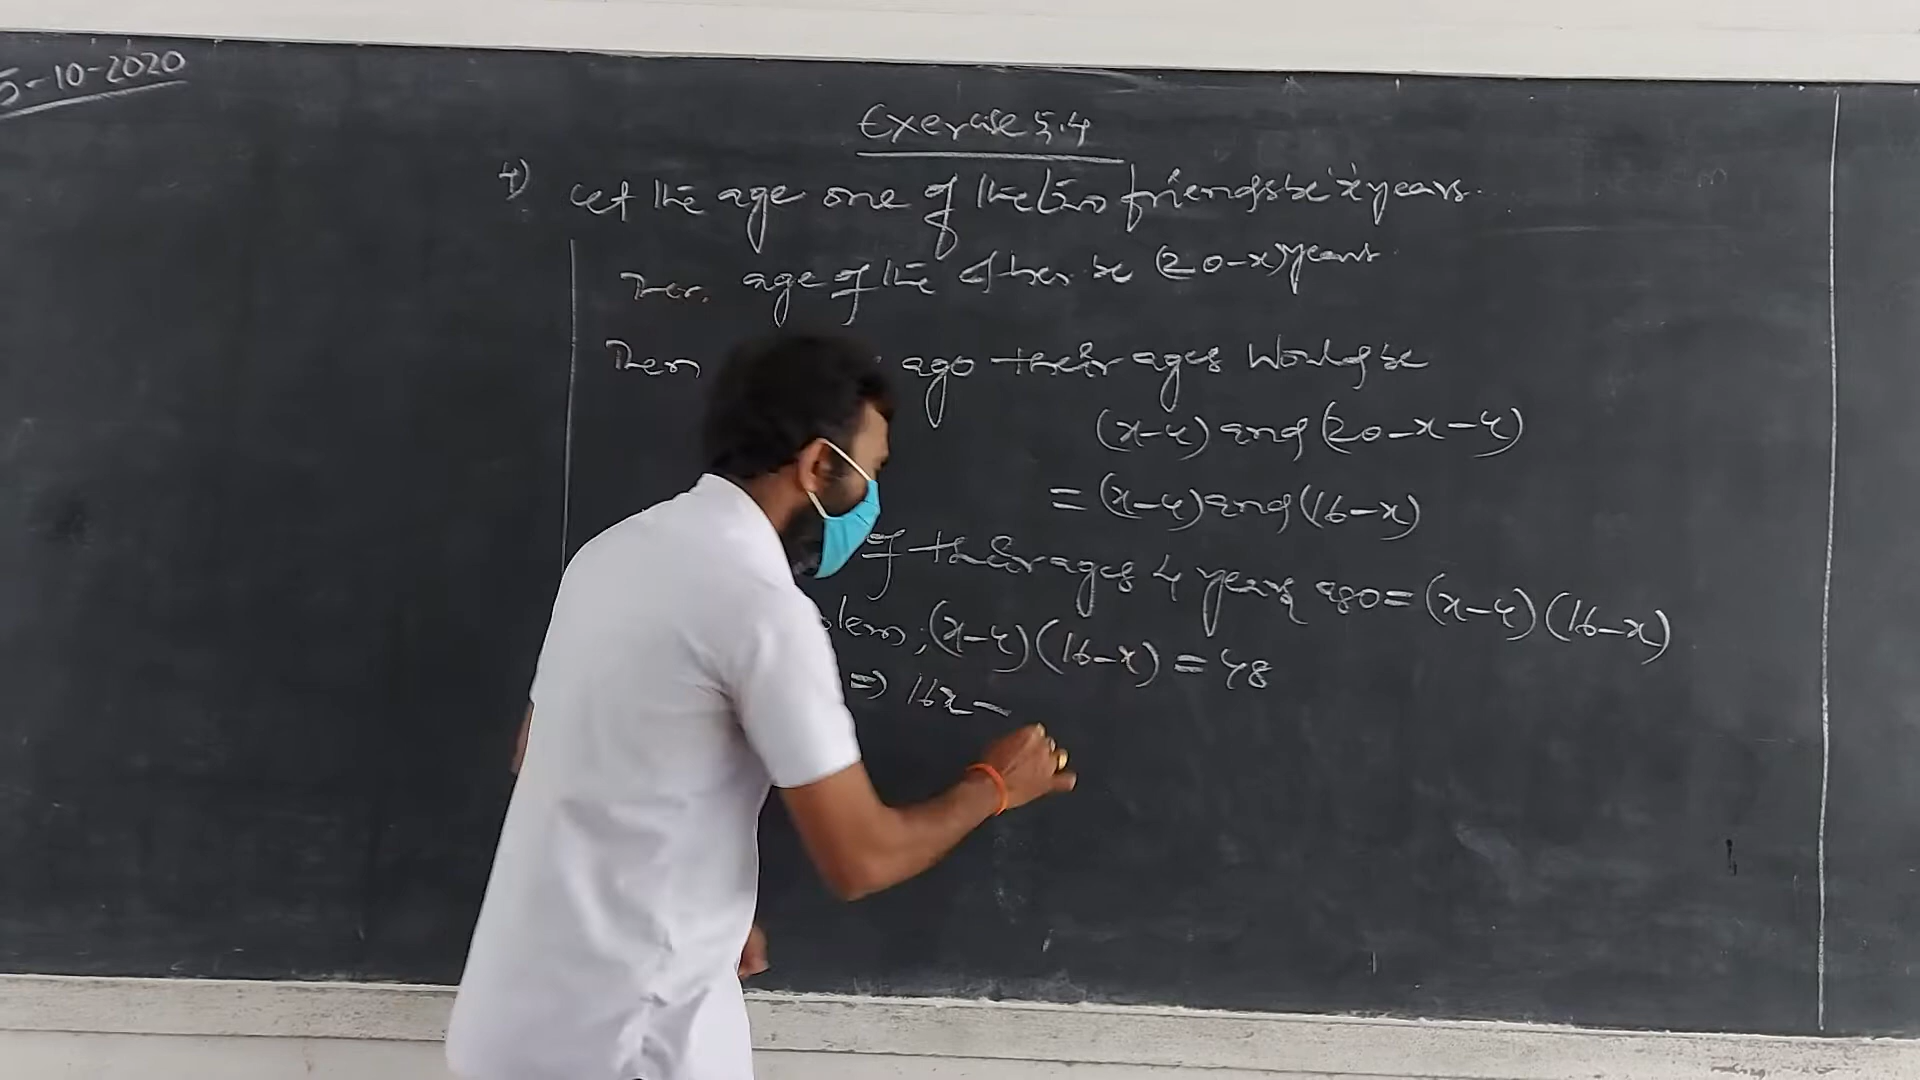 5-10-2020
Exercise 5.4
4) Let the age one of the two friends be 'x' years.
Then age of the other be (20-x) years
Then ago their ages would be
(x-4) and (20-x-4)
= (x-4) and (16-x)
of their ages 4 years ago = (x-4) (16-x)
blem, (x-4) (16-x) = 48
⇒ 16x -